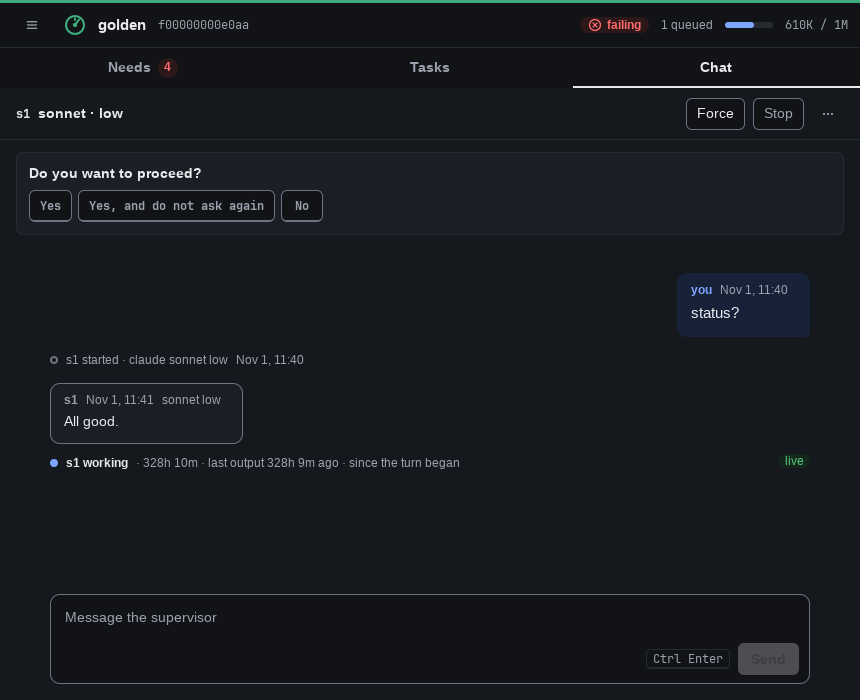 golden f00000000e0aa failing 1 queued 610K / 1M
Needs 4 Tasks Chat
s1 sonnet · low Force Stop ···
Do you want to proceed?
Yes Yes, and do not ask again No
you Nov 1, 11:40
status?
s1 started · claude sonnet low Nov 1, 11:40
s1 Nov 1, 11:41 sonnet low
All good.
s1 working · 328h 10m · last output 328h 9m ago · since the turn began live
Message the supervisor
Ctrl Enter Send